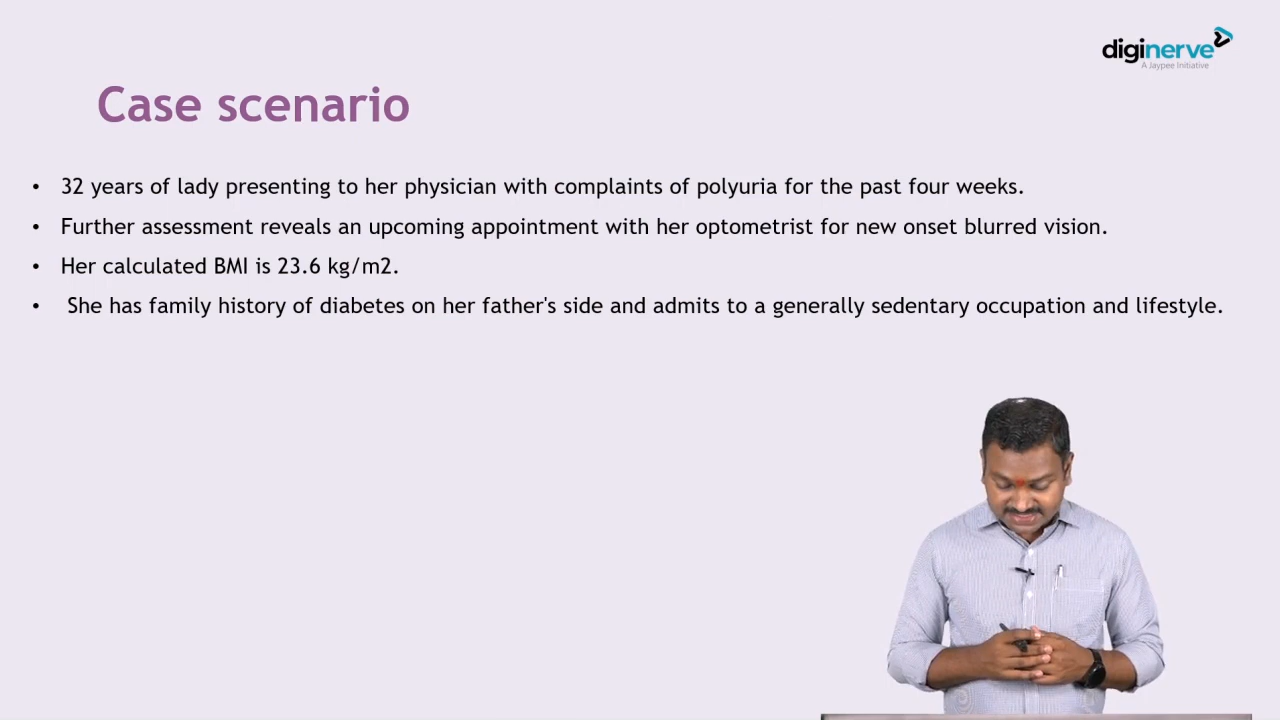 diginerve
A Jaypee Initiative
Case scenario
• 32 years of lady presenting to her physician with complaints of polyuria for the past four weeks.
• Further assessment reveals an upcoming appointment with her optometrist for new onset blurred vision.
• Her calculated BMI is 23.6 kg/m2.
• She has family history of diabetes on her father's side and admits to a generally sedentary occupation and lifestyle.